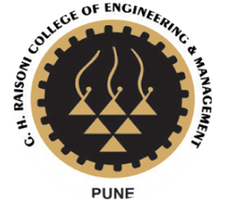 G. H. RAISONI COLLEGE OF ENGINEERING & MANAGEMENT
PUNE